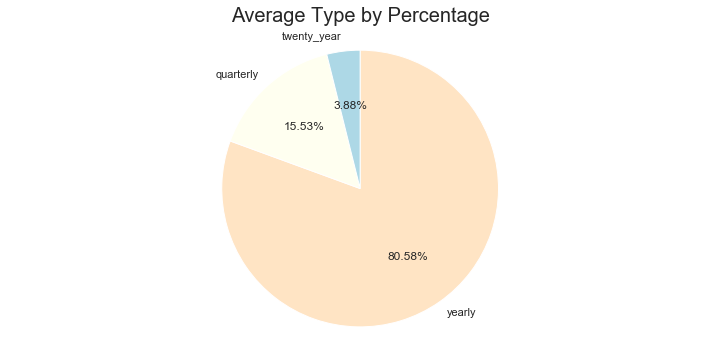 Average Type by Percentage
twenty_year
quarterly
3.88%
15.53%
80.58%
yearly